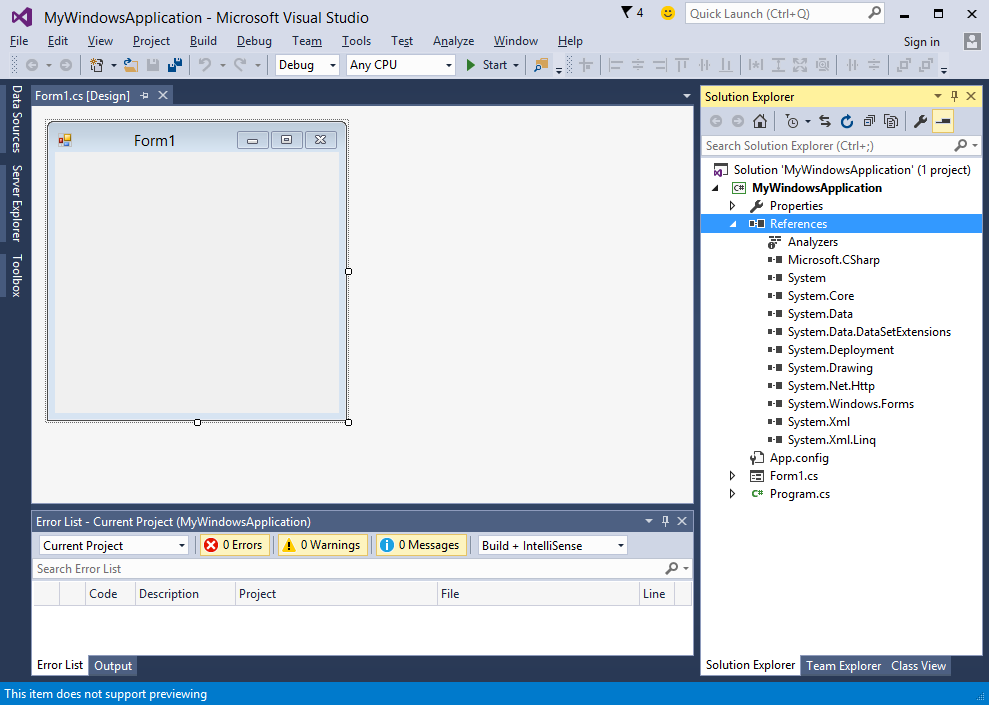 MyWindowsApplication - Microsoft Visual Studio
4
Quick Launch (Ctrl+Q)
File Edit View Project Build Debug Team Tools Test Analyze Window Help
Sign in
Debug Any CPU Start
Data Sources
Server Explorer
Toolbox
Form1.cs [Design]
Form1
Error List - Current Project (MyWindowsApplication)
Current Project 0 Errors 0 Warnings 0 Messages Build + IntelliSense
Search Error List
Code Description Project File Line
Error List Output
Solution Explorer
Search Solution Explorer (Ctrl+;)
Solution 'MyWindowsApplication' (1 project)
C# MyWindowsApplication
Properties
References
Analyzers
Microsoft.CSharp
System
System.Core
System.Data
System.Data.DataSetExtensions
System.Deployment
System.Drawing
System.Net.Http
System.Windows.Forms
System.Xml
System.Xml.Linq
App.config
Form1.cs
C# Program.cs
Solution Explorer Team Explorer Class View
This item does not support previewing